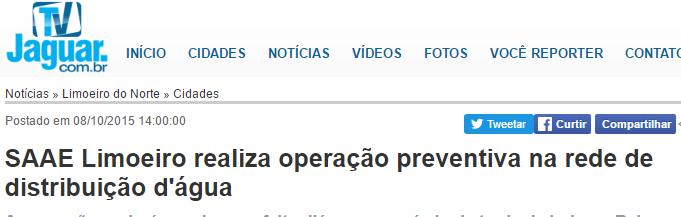 TV
Jaguar.
com.br
INÍCIO CIDADES NOTÍCIAS VÍDEOS FOTOS VOCÊ REPORTER CONTATO
Notícias » Limoeiro do Norte » Cidades
Postado em 08/10/2015 14:00:00
Tweetar Curtir Compartilhar
SAAE Limoeiro realiza operação preventiva na rede de
distribuição d'água